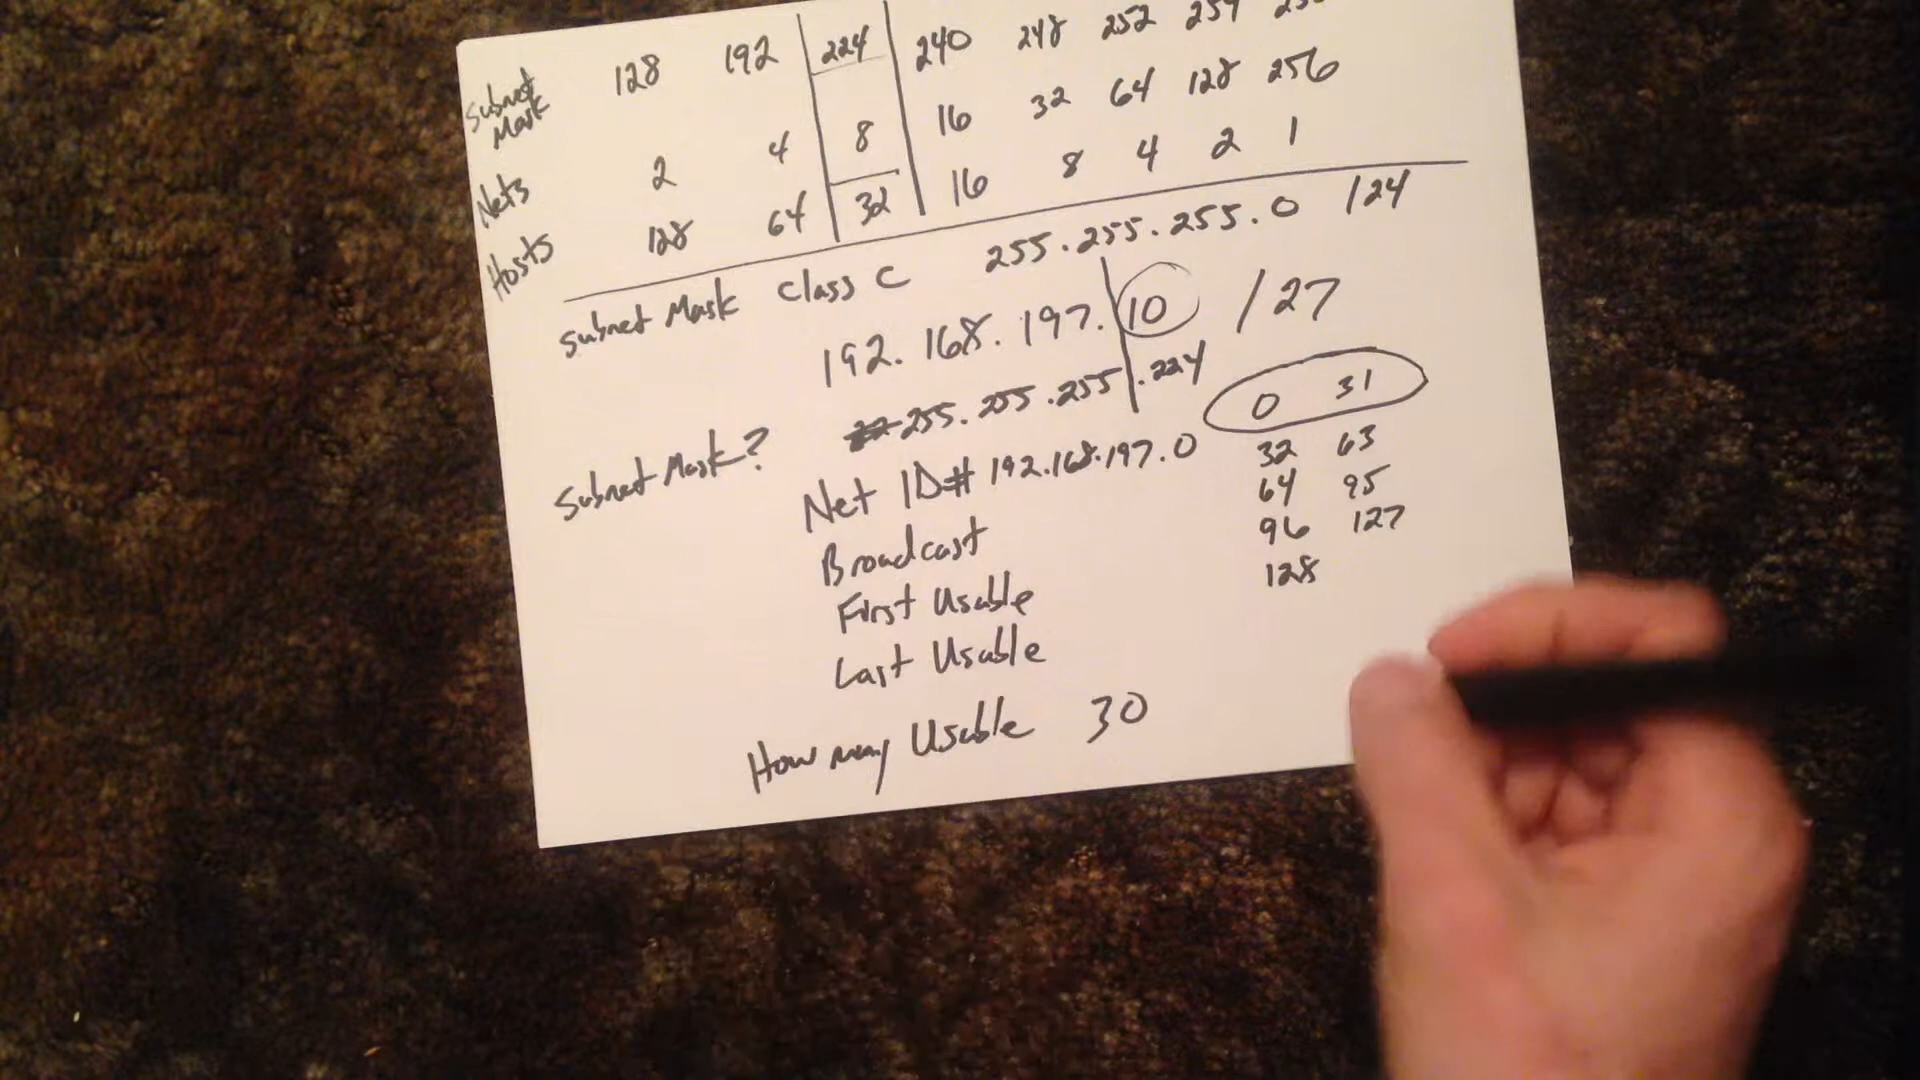 Subnet Mask 128 192 224 240 248 252 254
Nets 2 4 8 16 32 64 128 256
Hosts 128 64 32 16 8 4 2 1
Subnet Mask Class C 255.255.255.0 /24
192.168.197.10 /27
Subnet Mask? 255.255.255.224
Net ID# 192.168.197.0
Broadcast
First Usable
Last Usable
How many Usable 30
0 31
32 63
64 95
96 127
128